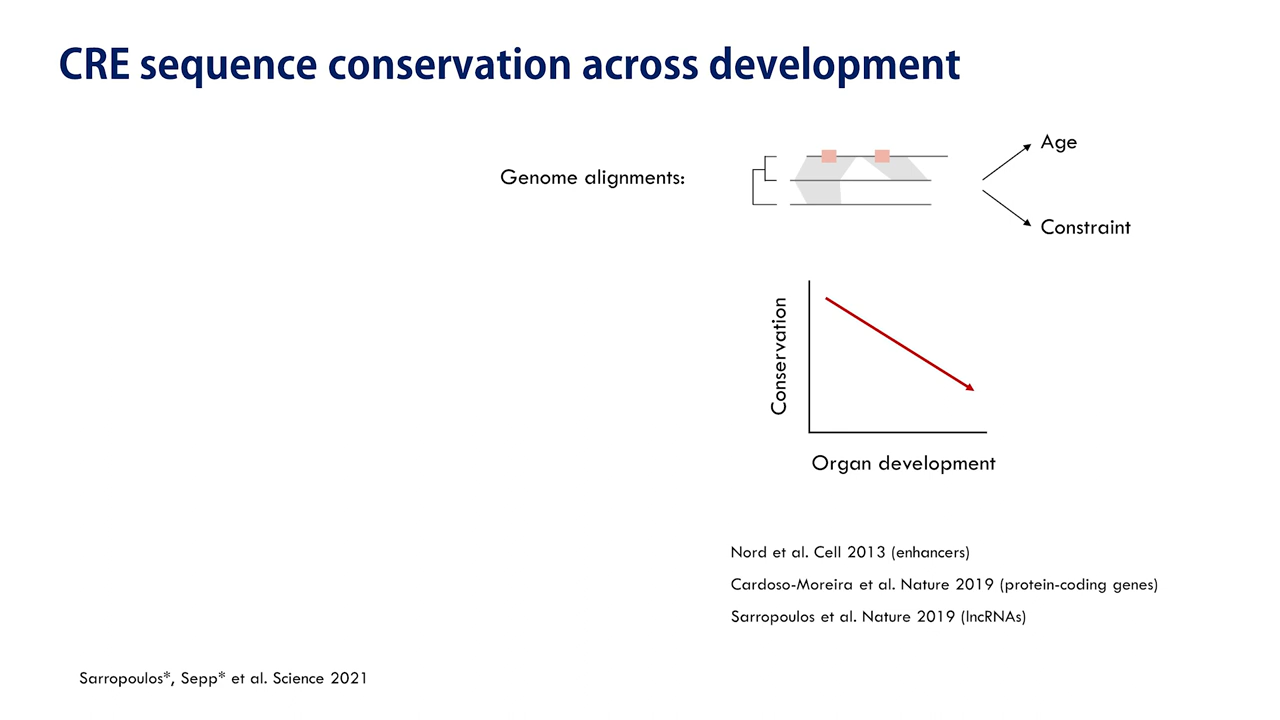 CRE sequence conservation across development
Genome alignments:
Age
Constraint
Conservation
Organ development
Nord et al. Cell 2013 (enhancers)
Cardoso-Moreira et al. Nature 2019 (protein-coding genes)
Sarropoulos et al. Nature 2019 (lncRNAs)
Sarropoulos*, Sepp* et al. Science 2021